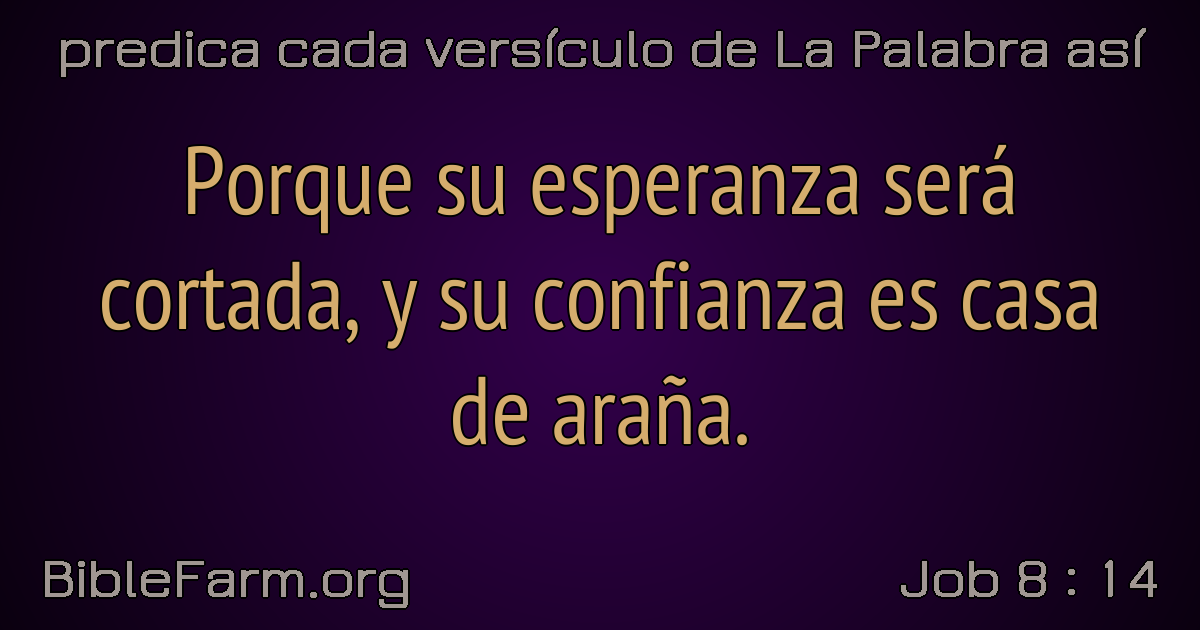 predica cada versículo de La Palabra así
Porque su esperanza será
cortada, y su confianza es casa
de araña.
BibleFarm.org
Job 8 : 14